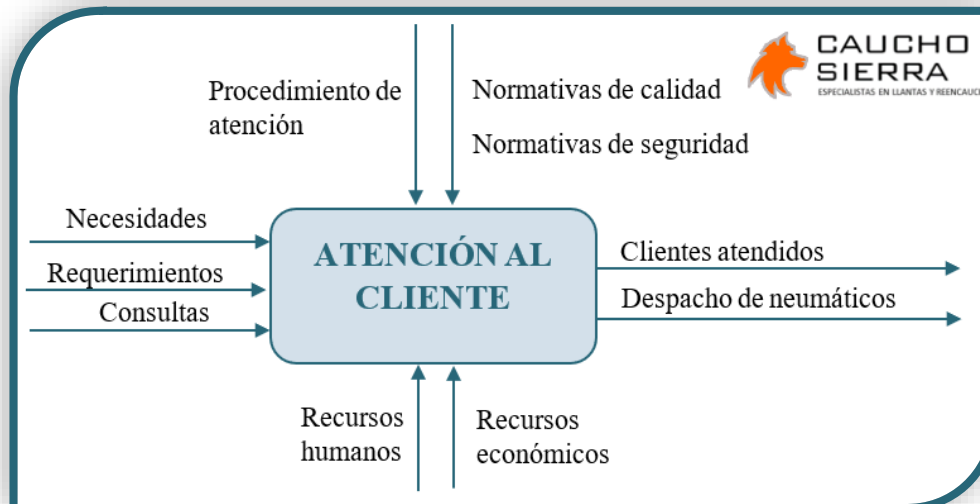 CAUCHO
SIERRA
ESPECIALISTAS EN LLANTAS Y
Procedimiento de
atención
Normativas de calidad
Normativas de seguridad
Necesidades
Requerimientos
Consultas
ATENCIÓN AL
CLIENTE
Clientes atendidos
Despacho de neumáticos
Recursos
humanos
Recursos
económicos